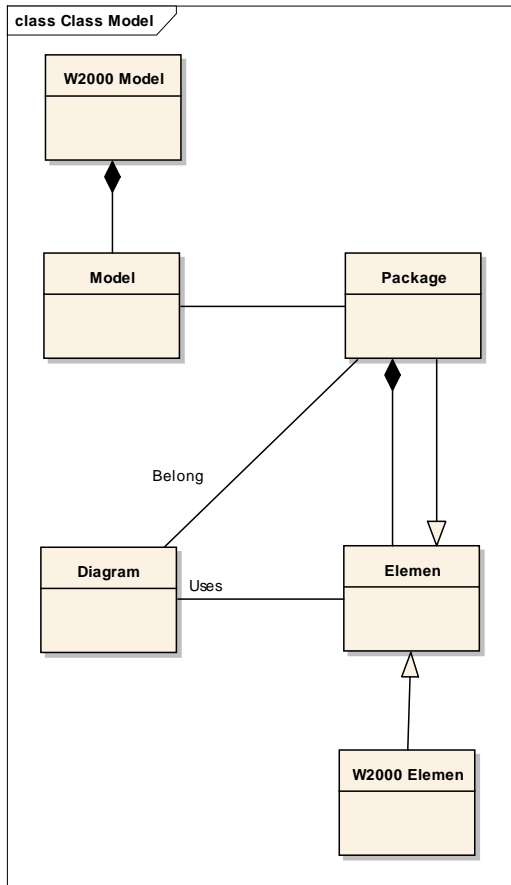 class Class Model
W2000 Model
Model
Package
Belong
Diagram
Uses
Elemen
W2000 Elemen